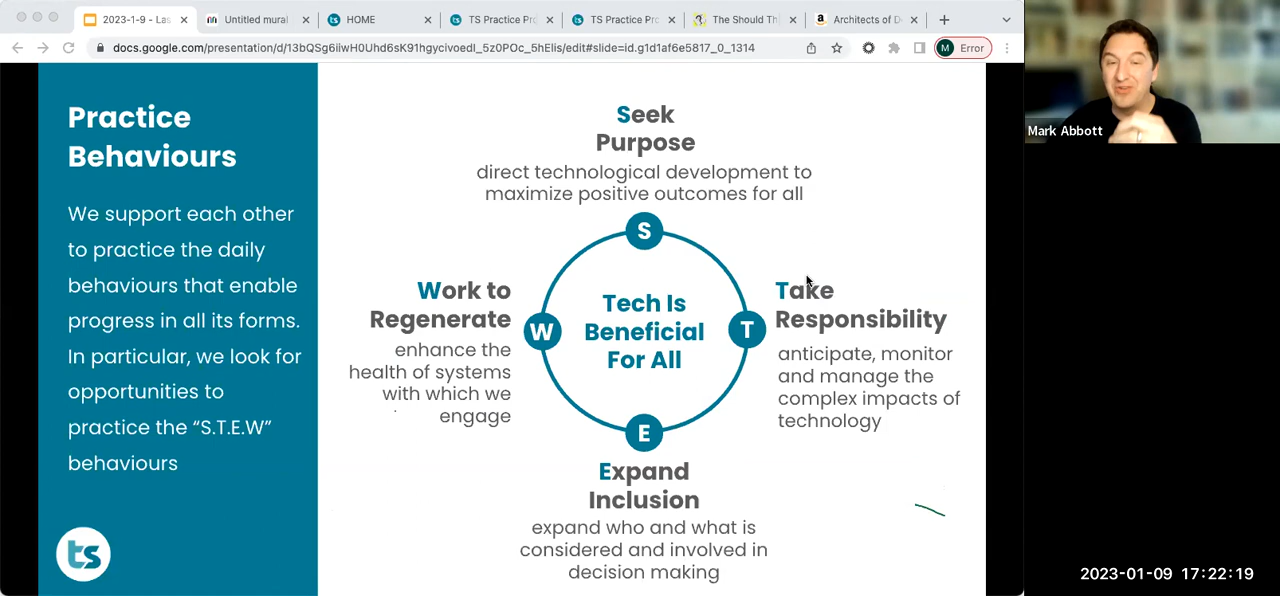 2023-1-9 - Las
Untitled mural
HOME
TS Practice Pro
TS Practice Pro
The Should Th
Architects of De
docs.google.com/presentation/d/13bQSg6ilwH0Uhd6sK91hgycivoedI_5z0POc_5hElis/edit#slide=id.g1d1af6e5817_0_1314
M Error
Practice
Behaviours
We support each other
to practice the daily
behaviours that enable
progress in all its forms.
In particular, we look for
opportunities to
practice the “S.T.E.W”
behaviours
ts
Seek
Purpose
direct technological development to
maximize positive outcomes for all
S
Work to
Regenerate
enhance the
health of systems
with which we
engage
W
Tech Is
Beneficial
For All
T
Take
Responsibility
anticipate, monitor
and manage the
complex impacts of
technology
E
Expand
Inclusion
expand who and what is
considered and involved in
decision making
Mark Abbott
2023-01-09 17:22:19